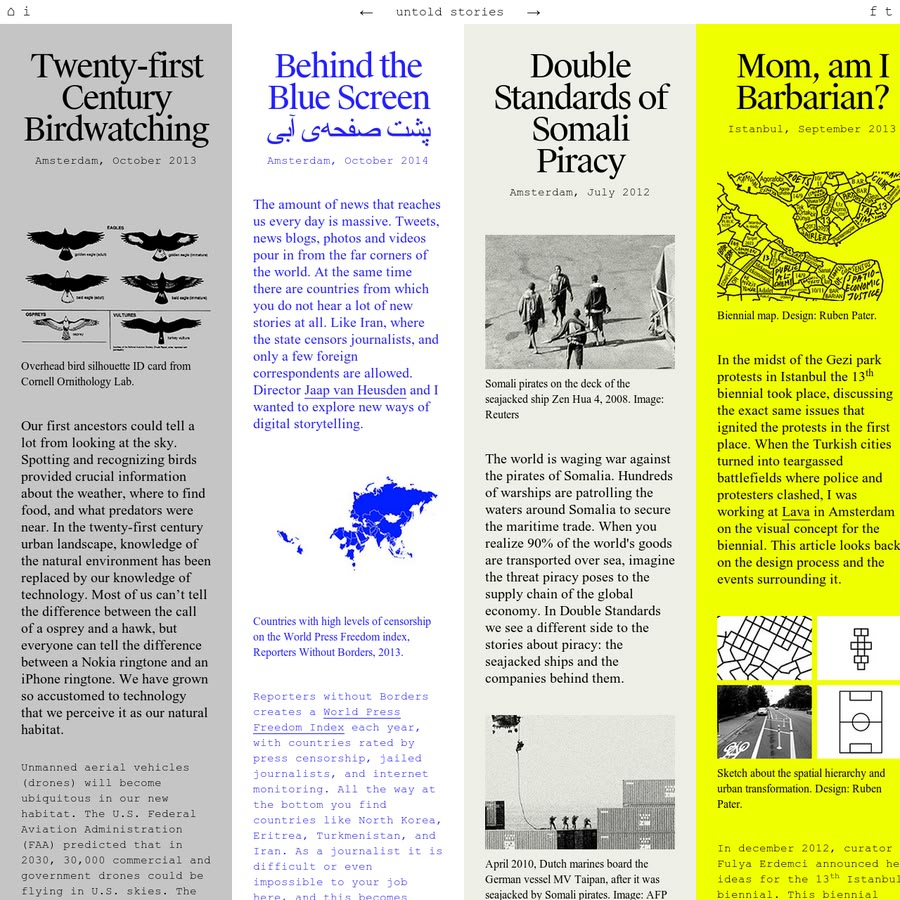 ⌂ i
← untold stories →
f t
Twenty-first
Century
Birdwatching
Amsterdam, October 2013
EAGLES
golden eagle (adult)
golden eagle (immature)
bald eagle (adult)
bald eagle (immature)
OSPREYS
VULTURES
osprey
turkey vulture
Overhead bird silhouette ID card from
Cornell Ornithology Lab.
Our first ancestors could tell a
lot from looking at the sky.
Spotting and recognizing birds
provided crucial information
about the weather, where to find
food, and what predators were
near. In the twenty-first century
urban landscape, knowledge of
the natural environment has been
replaced by our knowledge of
technology. Most of us can’t tell
the difference between the call
of a osprey and a hawk, but
everyone can tell the difference
between a Nokia ringtone and an
iPhone ringtone. We have grown
so accustomed to technology
that we perceive it as our natural
habitat.
Unmanned aerial vehicles
(drones) will become
ubiquitous in our new
habitat. The U.S. Federal
Aviation Administration
(FAA) predicted that in
2030, 30,000 commercial and
government drones could be
flying in U.S. skies. The
Behind the
Blue Screen
پشت صفحه‌ی آبی
Amsterdam, October 2014
The amount of news that reaches
us every day is massive. Tweets,
news blogs, photos and videos
pour in from the far corners of
the world. At the same time
there are countries from which
you do not hear a lot of new
stories at all. Like Iran, where
the state censors journalists, and
only a few foreign
correspondents are allowed.
Director Jaap van Heusden and I
wanted to explore new ways of
digital storytelling.
Countries with high levels of censorship
on the World Press Freedom index,
Reporters Without Borders, 2013.
Reporters without Borders
creates a World Press
Freedom Index each year,
with countries rated by
press censorship, jailed
journalists, and internet
monitoring. All the way at
the bottom you find
countries like North Korea,
Eritrea, Turkmenistan, and
Iran. As a journalist it is
difficult or even
impossible to your job
here, and this becomes
Double
Standards of
Somali
Piracy
Amsterdam, July 2012
Somali pirates on the deck of the
seajacked ship Zen Hua 4, 2008. Image:
Reuters
The world is waging war against
the pirates of Somalia. Hundreds
of warships are patrolling the
waters around Somalia to secure
the maritime trade. When you
realize 90% of the world's goods
are transported over sea, imagine
the threat piracy poses to the
supply chain of the global
economy. In Double Standards
we see a different side to the
stories about piracy: the
seajacked ships and the
companies behind them.
April 2010, Dutch marines board the
German vessel MV Taipan, after it was
seajacked by Somali pirates. Image: AFP
Mom, am I
Barbarian?
Istanbul, September 2013
SPATIO-
ECONOMIC
JUSTICE
Biennial map. Design: Ruben Pater.
In the midst of the Gezi park
protests in Istanbul the 13th
biennial took place, discussing
the exact same issues that
ignited the protests in the first
place. When the Turkish cities
turned into teargassed
battlefields where police and
protesters clashed, I was
working at Lava in Amsterdam
on the visual concept for the
biennial. This article looks back
on the design process and the
events surrounding it.
Sketch about the spatial hierarchy and
urban transformation. Design: Ruben
Pater.
In december 2012, curator
Fulya Erdemci announced he
ideas for the 13th Istanbul
biennial. This biennial